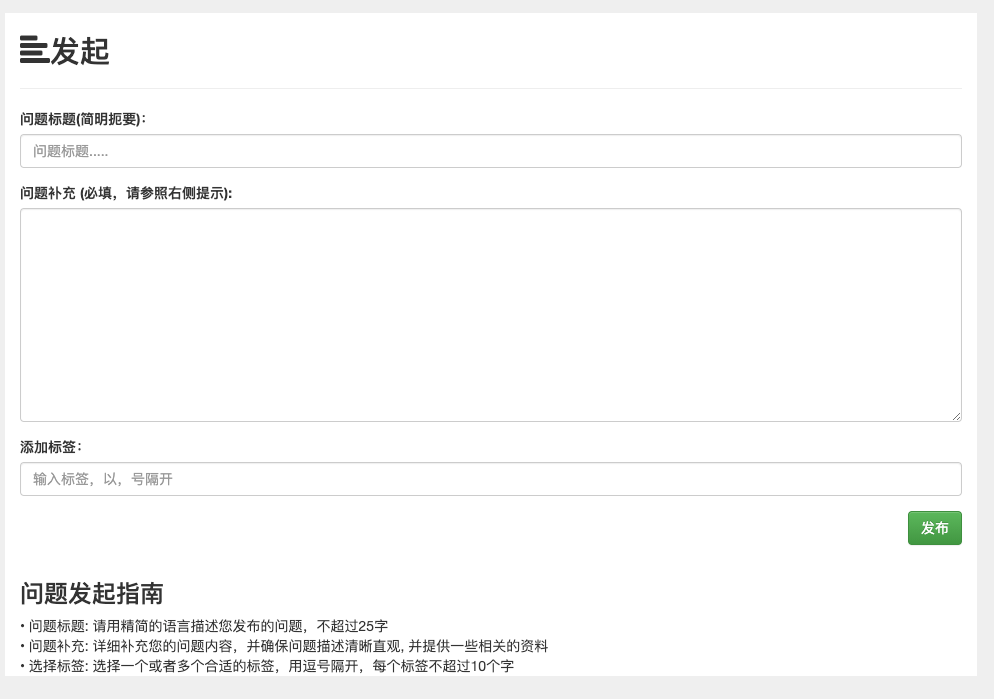 发起
问题标题(简明扼要)：
问题标题.....
问题补充 (必填，请参照右侧提示):
添加标签：
输入标签，以，号隔开
发布
问题发起指南
• 问题标题: 请用精简的语言描述您发布的问题，不超过25字
• 问题补充: 详细补充您的问题内容，并确保问题描述清晰直观, 并提供一些相关的资料
• 选择标签: 选择一个或者多个合适的标签，用逗号隔开，每个标签不超过10个字